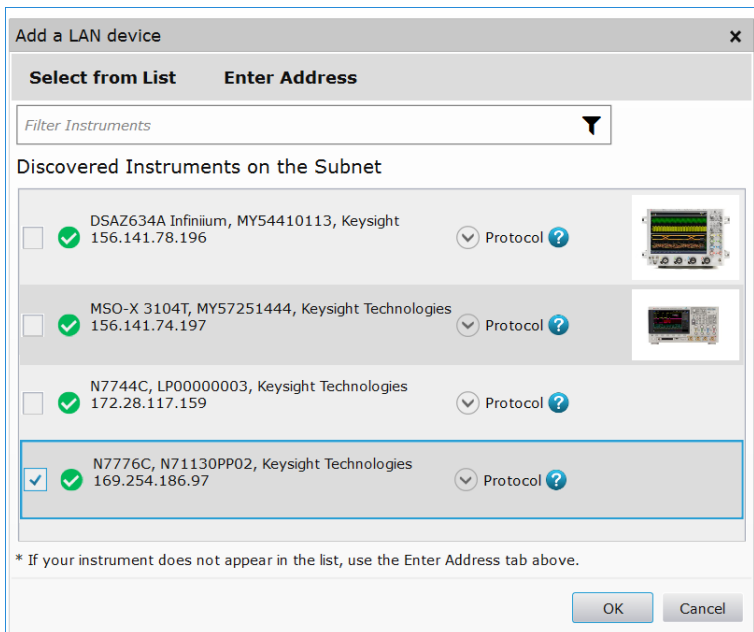 Add a LAN device
Select from List Enter Address
Filter Instruments
Discovered Instruments on the Subnet
DSAZ634A Infiniium, MY54410113, Keysight
156.141.78.196
Protocol ?
MSO-X 3104T, MY57251444, Keysight Technologies
156.141.74.197
Protocol ?
N7744C, LP00000003, Keysight Technologies
172.28.117.159
Protocol ?
N7776C, N71130PP02, Keysight Technologies
169.254.186.97
Protocol ?
* If your instrument does not appear in the list, use the Enter Address tab above.
OK Cancel